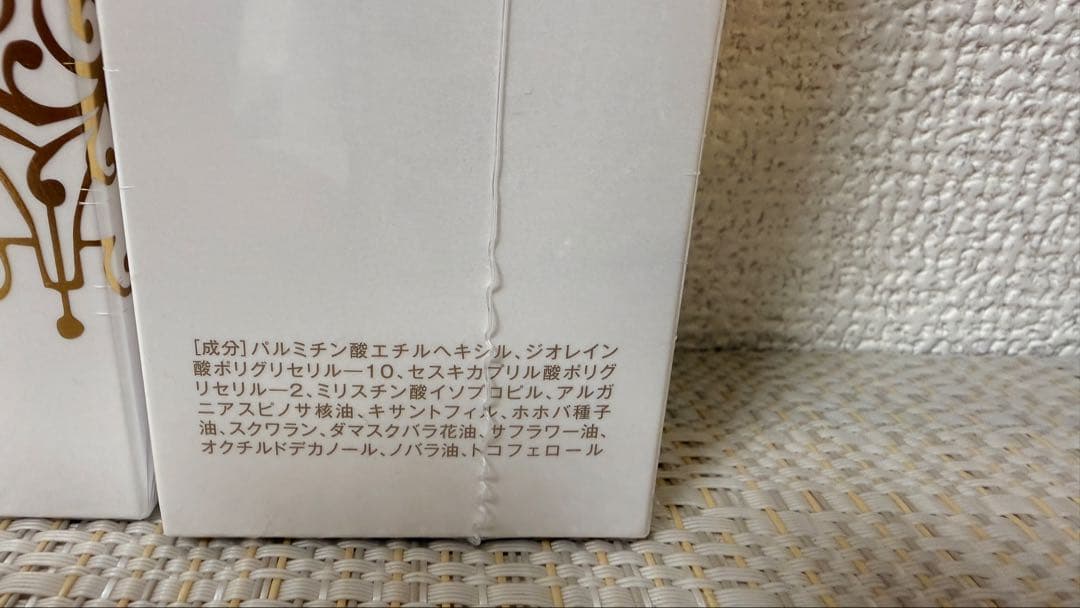 [成分]パルミチン酸エチルヘキシル、ジオレイン
酸ポリグリセリル―10、セスキカプリル酸ポリグ
リセリル―2、ミリスチン酸イソプロピル、アルガ
ニアスピノサ核油、キサントフィル、ホホバ種子
油、スクワラン、ダマスクバラ花油、サフラワー油、
オクチルドデカノール、ノバラ油、トコフェロール